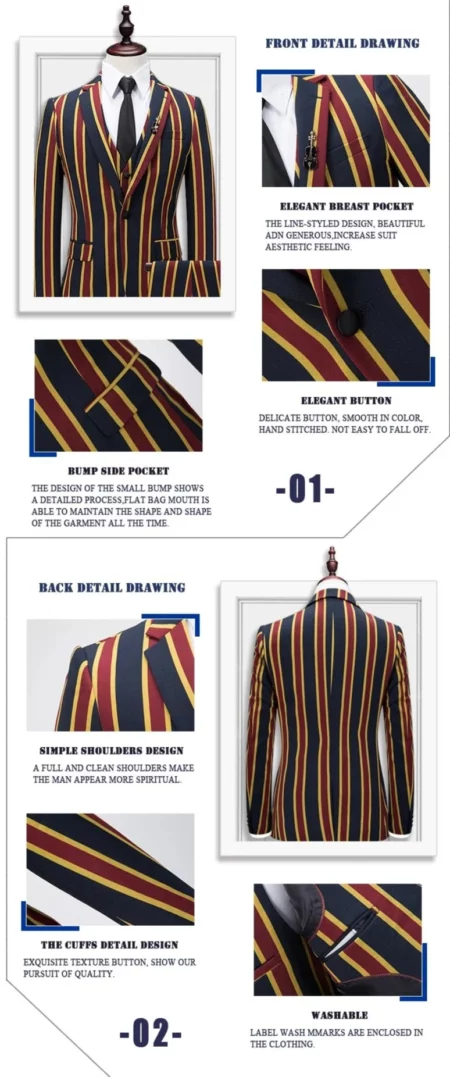 FRONT DETAIL DRAWING
ELEGANT BREAST POCKET
THE LINE-STYLED DESIGN, BEAUTIFUL
ADN GENEROUS,INCREASE SUIT
AESTHETIC FEELING.
ELEGANT BUTTON
DELICATE BUTTON, SMOOTH IN COLOR,
HAND STITCHED. NOT EASY TO FALL OFF.
BUMP SIDE POCKET
THE DESIGN OF THE SMALL BUMP SHOWS
A DETAILED PROCESS,FLAT BAG MOUTH IS
ABLE TO MAINTAIN THE SHAPE AND SHAPE
OF THE GARMENT ALL THE TIME.
-01-
BACK DETAIL DRAWING
SIMPLE SHOULDERS DESIGN
A FULL AND CLEAN SHOULDERS MAKE
THE MAN APPEAR MORE SPIRITUAL.
THE CUFFS DETAIL DESIGN
EXQUISITE TEXTURE BUTTON, SHOW OUR
PURSUIT OF QUALITY.
WASHABLE
LABEL WASH MMARKS ARE ENCLOSED IN
THE CLOTHING.
-02-